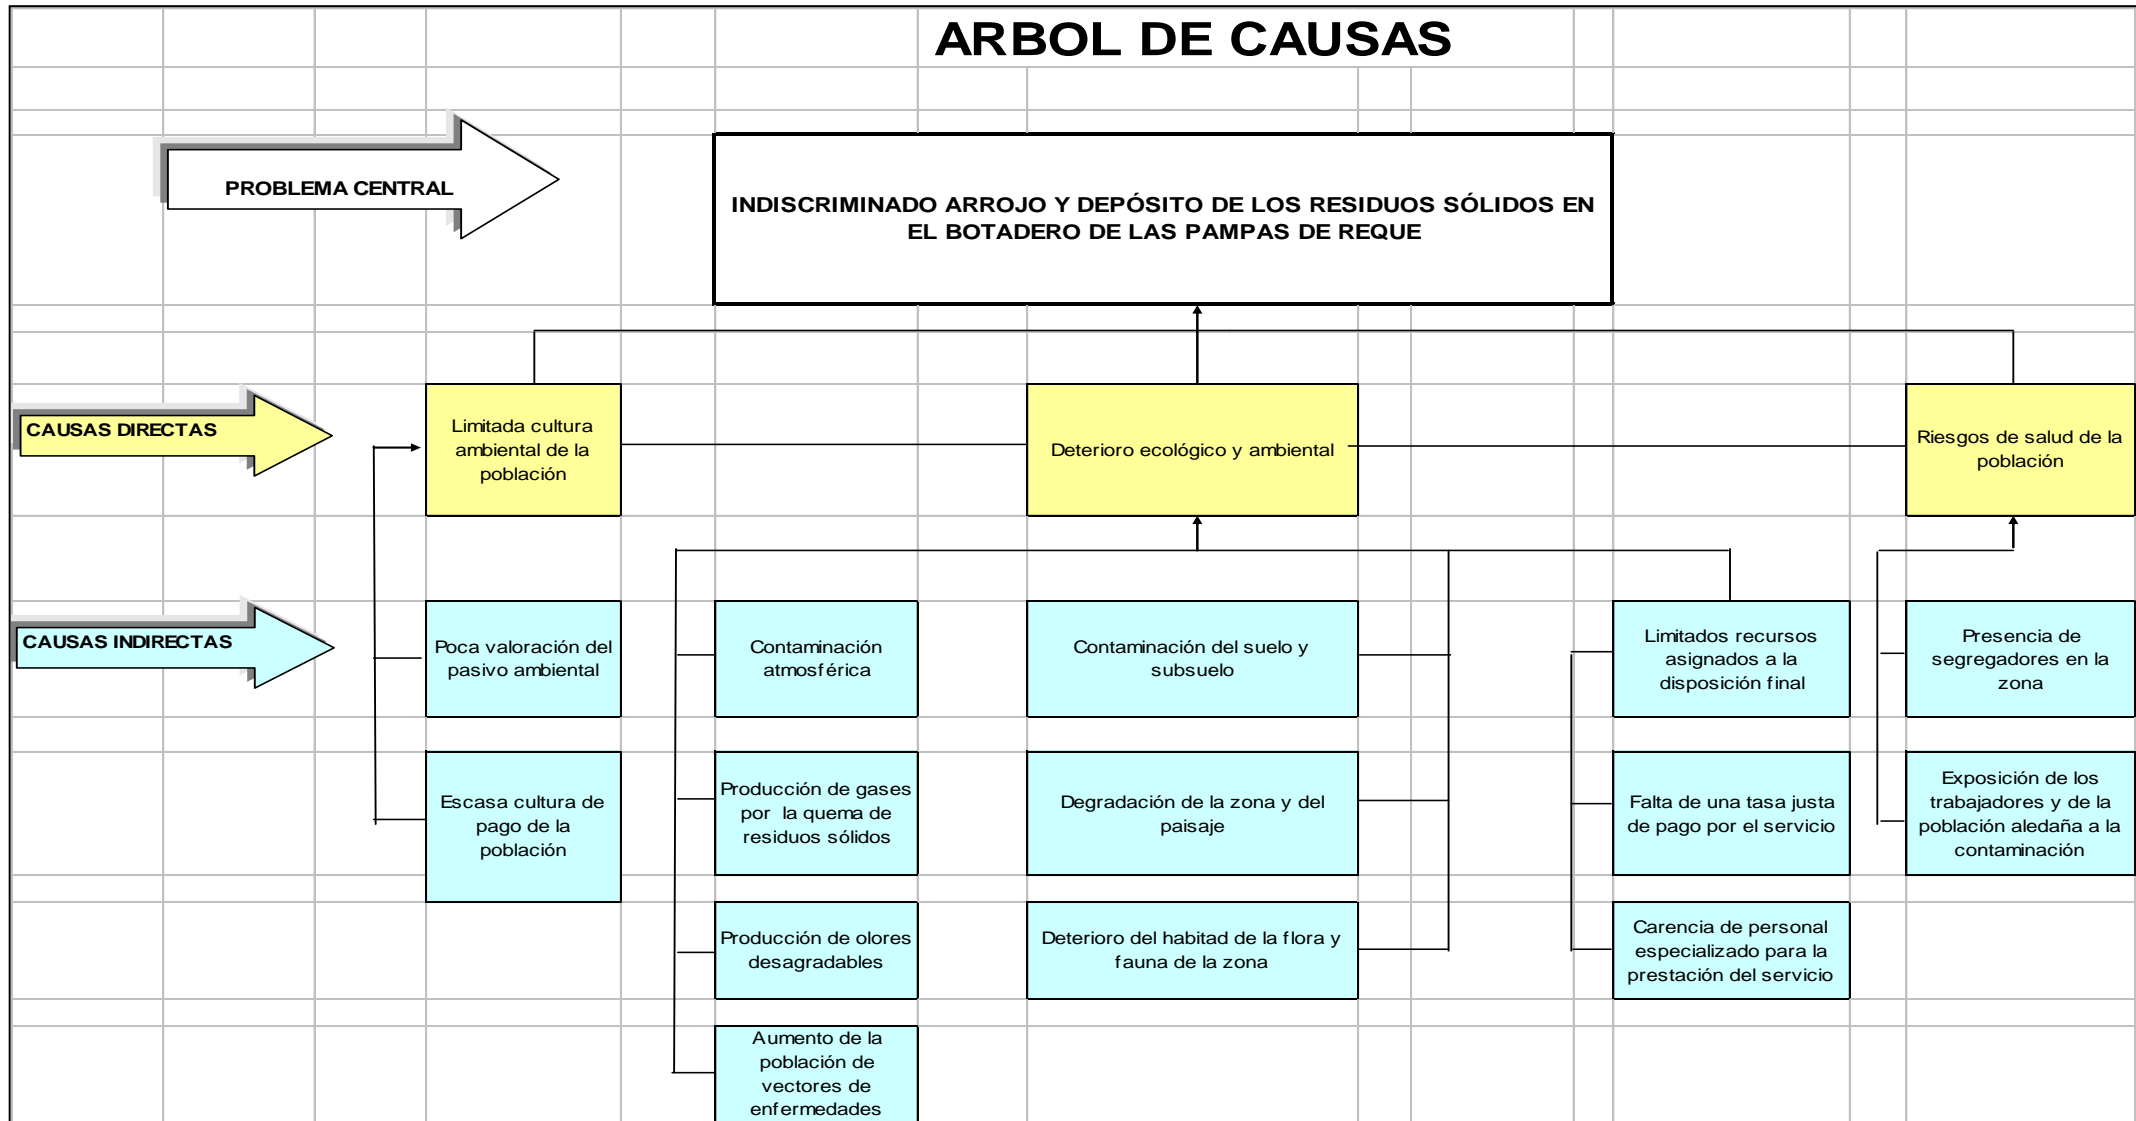 ARBOL DE CAUSAS
PROBLEMA CENTRAL
INDISCRIMINADO ARROJO Y DEPÓSITO DE LOS RESIDUOS SÓLIDOS EN
EL BOTADERO DE LAS PAMPAS DE REQUE
CAUSAS DIRECTAS
Limitada cultura
ambiental de la
población
Deterioro ecológico y ambiental
Riesgos de salud de la
población
CAUSAS INDIRECTAS
Poca valoración del
pasivo ambiental
Contaminación
atmosférica
Contaminación del suelo y
subsuelo
Limitados recursos
asignados a la
disposición final
Presencia de
segregadores en la
zona
Escasa cultura de
pago de la
población
Producción de gases
por la quema de
residuos sólidos
Degradación de la zona y del
paisaje
Falta de una tasa justa
de pago por el servicio
Exposición de los
trabajadores y de la
población aledaña a la
contaminación
Producción de olores
desagradables
Deterioro del habitad de la flora y
fauna de la zona
Carencia de personal
especializado para la
prestación del servicio
Aumento de la
población de
vectores de
enfermedades